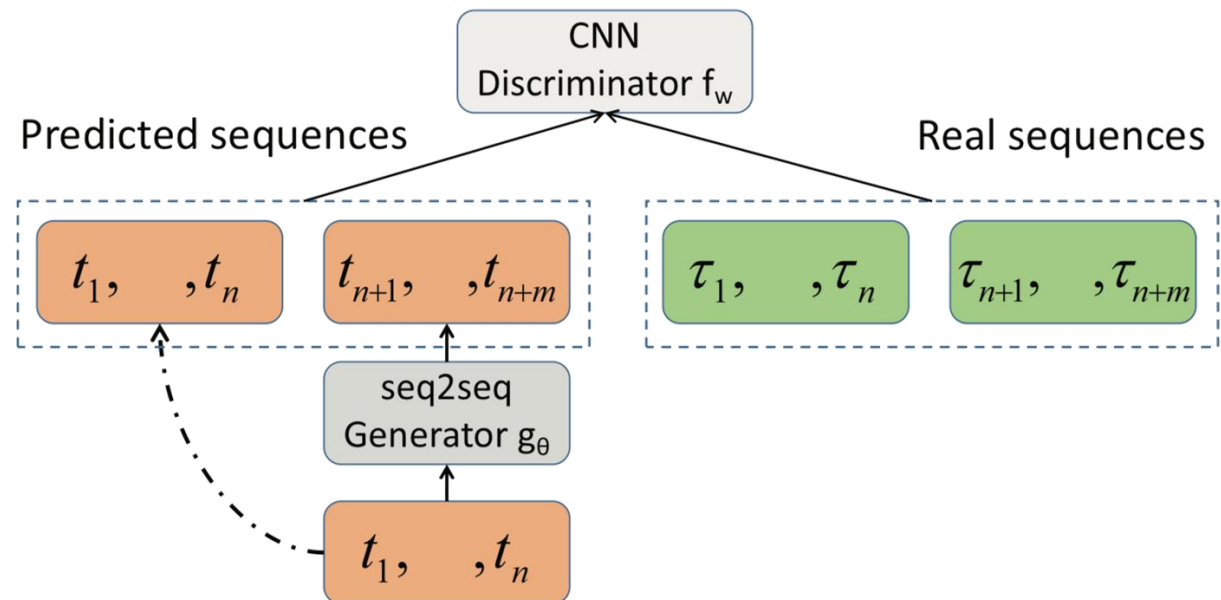 CNN
Discriminator f_w
Predicted sequences
Real sequences
t_1, ,t_n
t_{n+1}, ,t_{n+m}
τ_1, ,τ_n
τ_{n+1}, ,τ_{n+m}
seq2seq
Generator g_θ
t_1, ,t_n